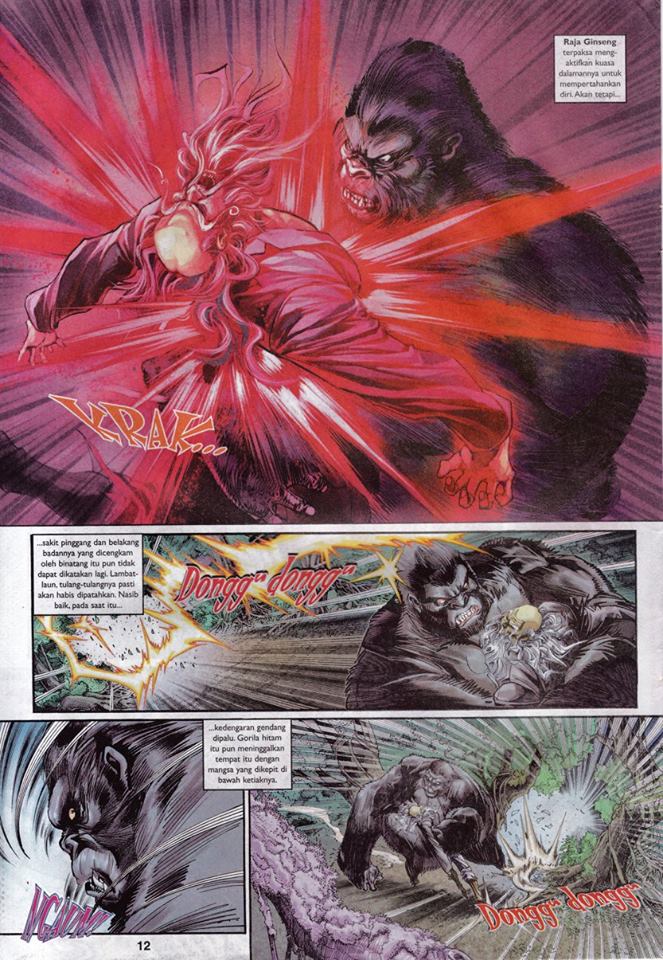 Raja Ginseng
terpaksa meng-
aktifkan kuasa
dalamannya untuk
mempertahankan
diri. Akan tetapi...
KRAK...
...sakit pinggang dan belakang
badannya yang dicengkam
oleh binatang itu pun tidak
dapat dikatakan lagi. Lambat-
laun, tulang-tulangnya pasti
akan habis dipatahkan. Nasib
baik, pada saat itu...
Dongg" dongg"
...kedengaran gendang
dipalu. Gorila hitam
itu pun meninggalkan
tempat itu dengan
mangsa yang dikepit di
bawah ketiaknya.
Dongg" dongg"
12